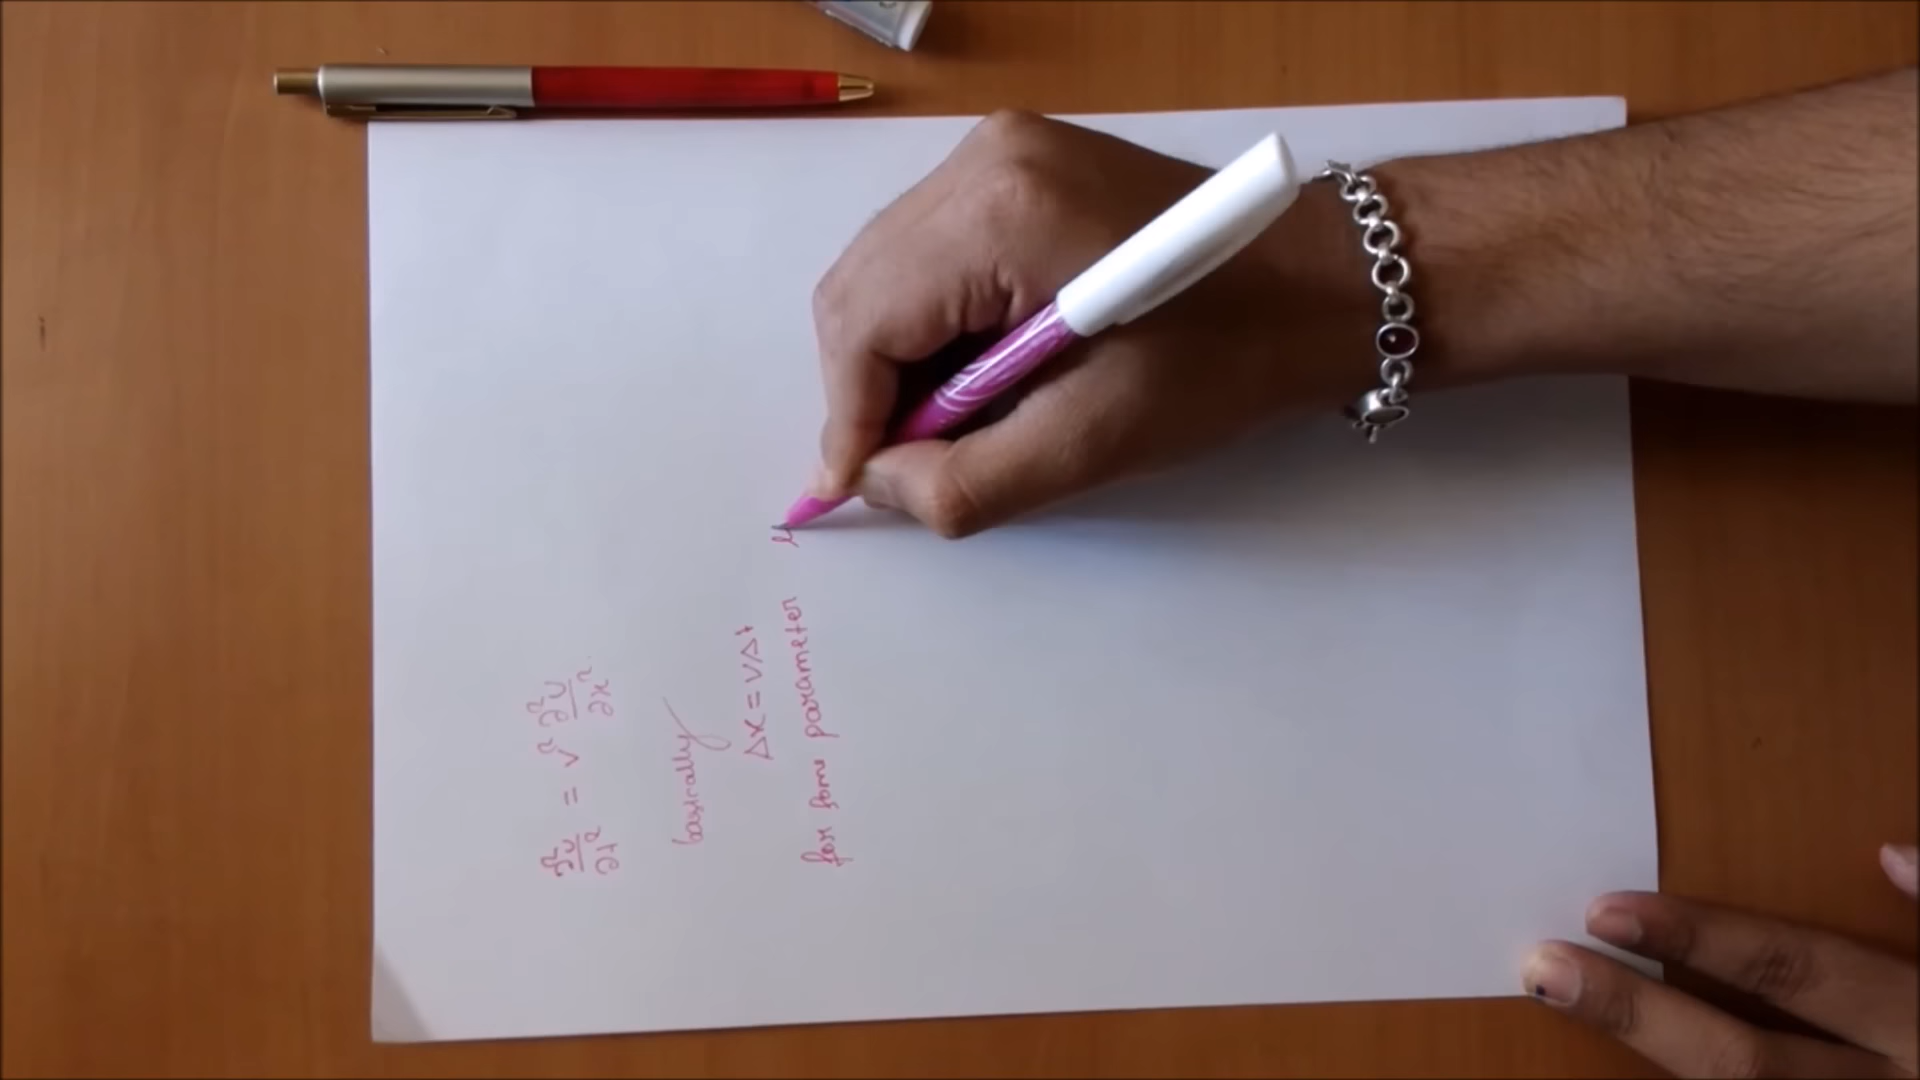 ∂²U/∂t² = v² ∂²U/∂x²
basically
Δx = vΔt
for some parameter